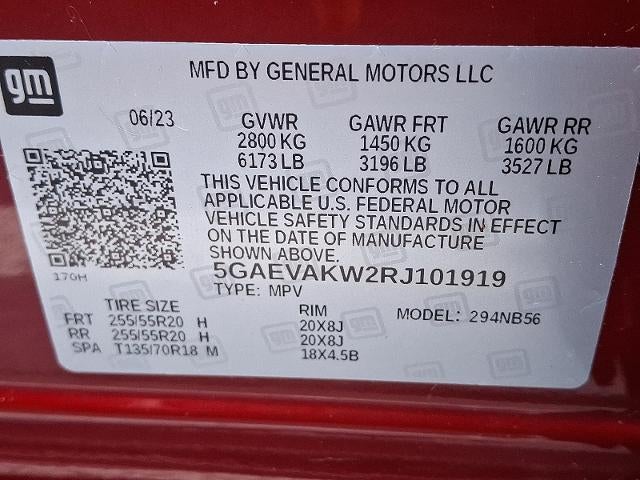 gm
MFD BY GENERAL MOTORS LLC
06/23
GVWR GAWR FRT GAWR RR
2800 KG 1450 KG 1600 KG
6173 LB 3196 LB 3527 LB
THIS VEHICLE CONFORMS TO ALL
APPLICABLE U.S. FEDERAL MOTOR
VEHICLE SAFETY STANDARDS IN EFFECT
ON THE DATE OF MANUFACTURE
SHOWN ABOVE.
17GH
5GAEVAKW2RJ101919
TYPE: MPV
MODEL: 294NB56
TIRE SIZE RIM
FRT 255/55R20 H 20X8J
RR 255/55R20 H 20X8J
SPA T135/70R18 M 18X4.5B